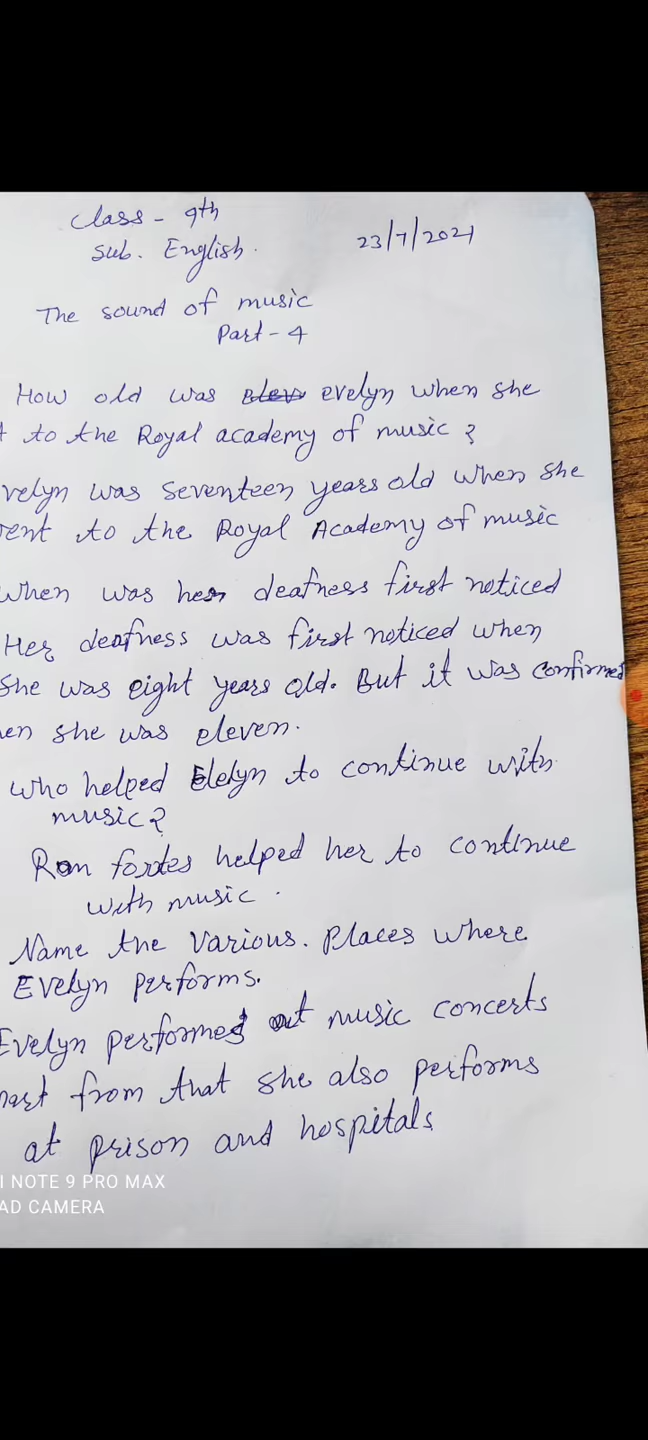 Class - 9th
Sub. English.
23/7/2021
The sound of music
Part - 4
How old was evelyn when she
t to the Royal academy of music ?
velyn was seventeen years old when she
ent to the Royal Academy of music
when was her deafness first noticed
Her deafness was first noticed when
She was eight years old. But it was confirmed
en she was eleven.
who helped Elelyn to continue with
music ?
Ron fortes helped her to continue
with music .
Name the various. Places where
Evelyn performs.
Evelyn performed at music concerts
part from that she also performs
at prison and hospitals
I NOTE 9 PRO MAX
AD CAMERA